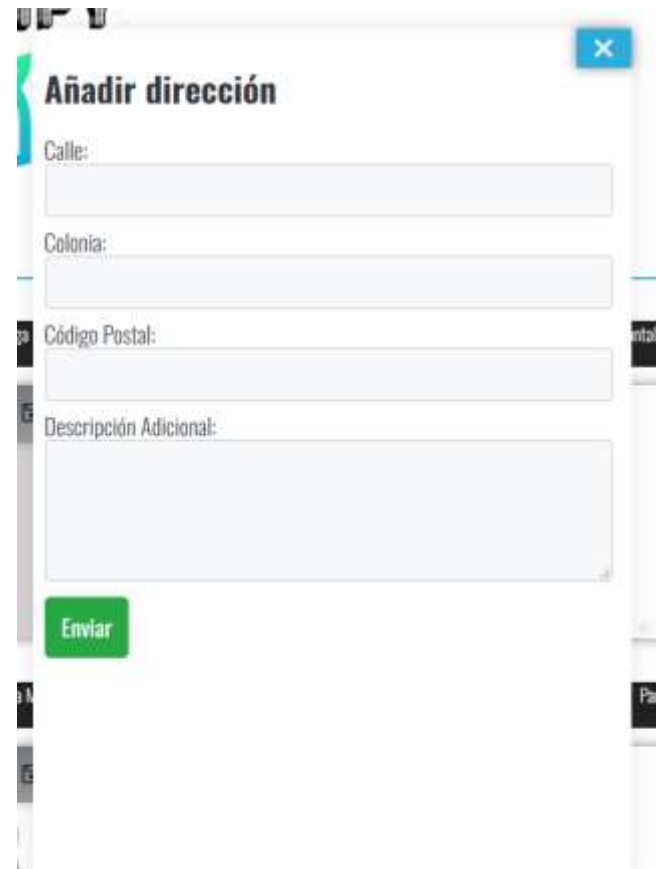 Añadir dirección
Calle:
Colonia:
Código Postal:
Descripción Adicional:
Enviar